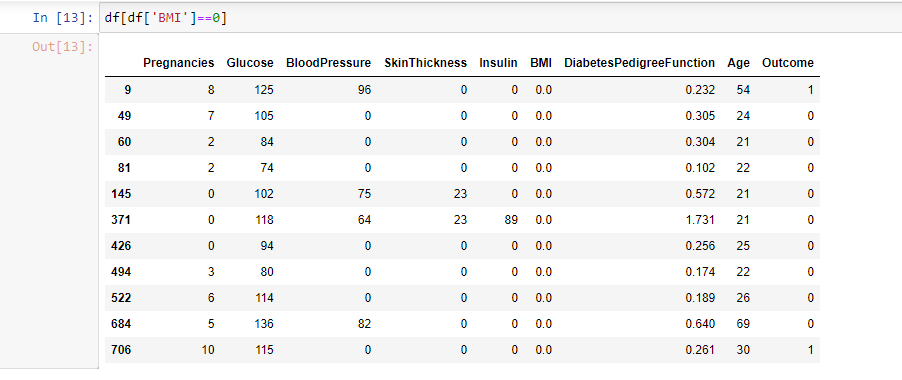 In [13]: df[df['BMI']==0]
Out[13]:
Pregnancies Glucose BloodPressure SkinThickness Insulin BMI DiabetesPedigreeFunction Age Outcome
9 8 125 96 0 0 0.0 0.232 54 1
49 7 105 0 0 0 0.0 0.305 24 0
60 2 84 0 0 0 0.0 0.304 21 0
81 2 74 0 0 0 0.0 0.102 22 0
145 0 102 75 23 0 0.0 0.572 21 0
371 0 118 64 23 89 0.0 1.731 21 0
426 0 94 0 0 0 0.0 0.256 25 0
494 3 80 0 0 0 0.0 0.174 22 0
522 6 114 0 0 0 0.0 0.189 26 0
684 5 136 82 0 0 0.0 0.640 69 0
706 10 115 0 0 0 0.0 0.261 30 1